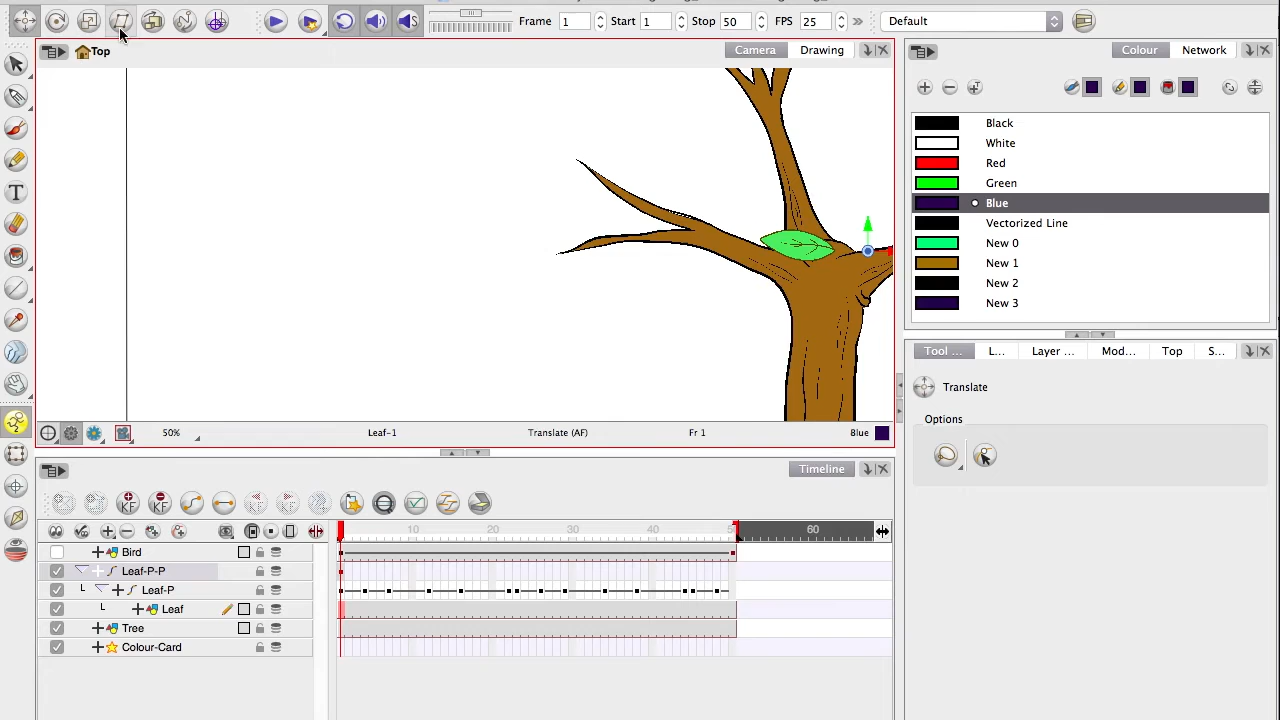 Frame 1 Start 1 Stop 50 FPS 25 » Default
Top Camera Drawing
Colour Network
Black
White
Red
Green
Blue
Vectorized Line
New 0
New 1
New 2
New 3
Tool ... L... Layer ... Mod... Top S...
Translate
Options
T
50% Leaf-1 Translate (AF) Fr 1 Blue
Timeline
KF KF
10 20 30 40 60
Bird
Leaf-P-P
Leaf-P
Leaf
Tree
Colour-Card